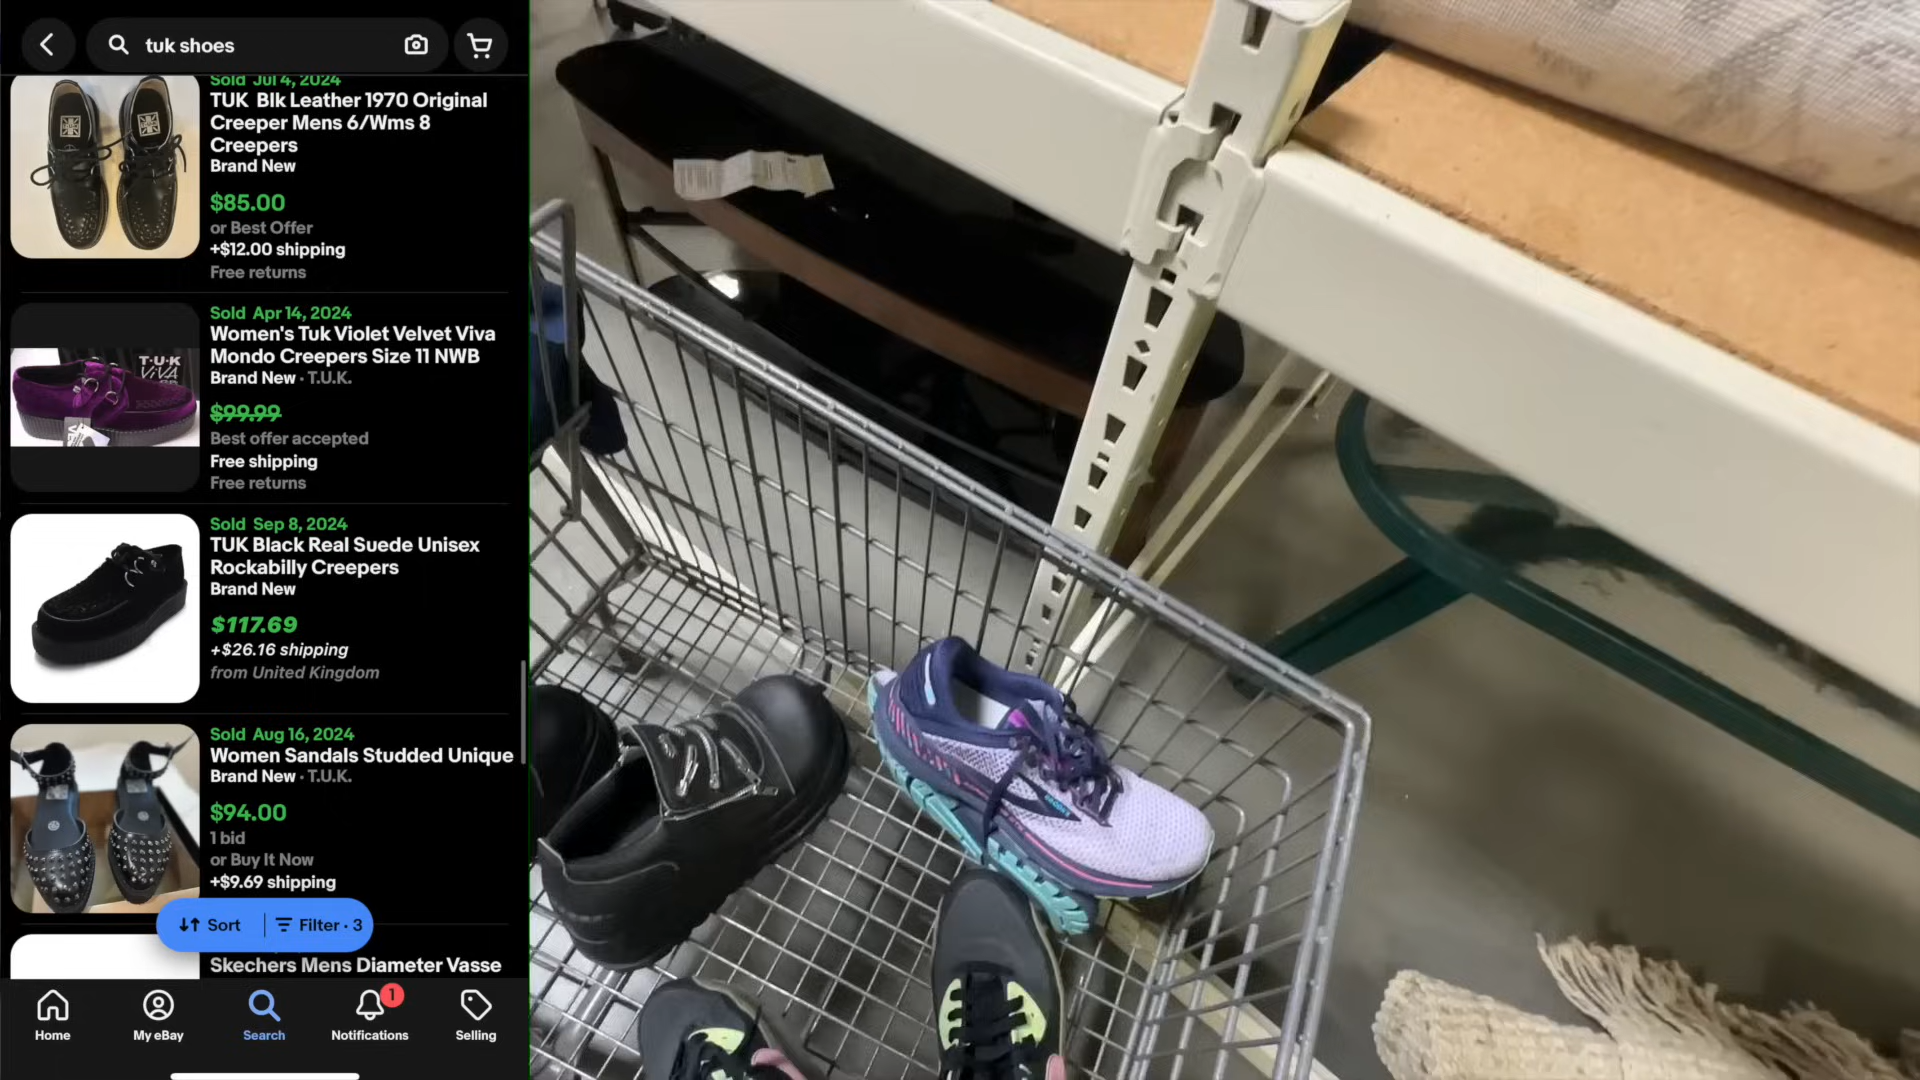 tuk shoes
Sold Jul 4, 2024
TUK Blk Leather 1970 Original
Creeper Mens 6/Wms 8
Creepers
Brand New
$85.00
or Best Offer
+$12.00 shipping
Free returns
Sold Apr 14, 2024
Women's Tuk Violet Velvet Viva
Mondo Creepers Size 11 NWB
Brand New · T.U.K.
$99.99
Best offer accepted
Free shipping
Free returns
T·U·K
Sold Sep 8, 2024
TUK Black Real Suede Unisex
Rockabilly Creepers
Brand New
$117.69
+$26.16 shipping
from United Kingdom
Sold Aug 16, 2024
Women Sandals Studded Unique
Brand New · T.U.K.
$94.00
1 bid
or Buy It Now
+$9.69 shipping
Sort
Filter · 3
Skechers Mens Diameter Vasse
Home
My eBay
Search
1
Notifications
Selling